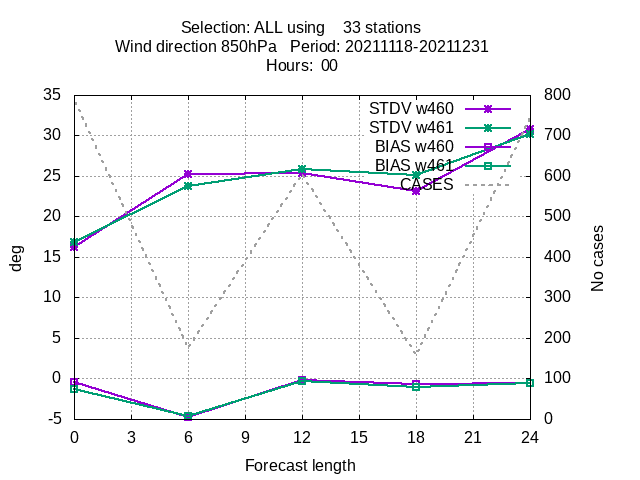 Selection: ALL using    33 stations
Wind direction 850hPa   Period: 20211118-20211231
Hours:  00
STDV w460
STDV w461
BIAS w460
BIAS w461
CASES
35
30
25
20
15
10
5
0
-5
800
700
600
500
400
300
200
100
0
deg
No cases
0 3 6 9 12 15 18 21 24
Forecast length